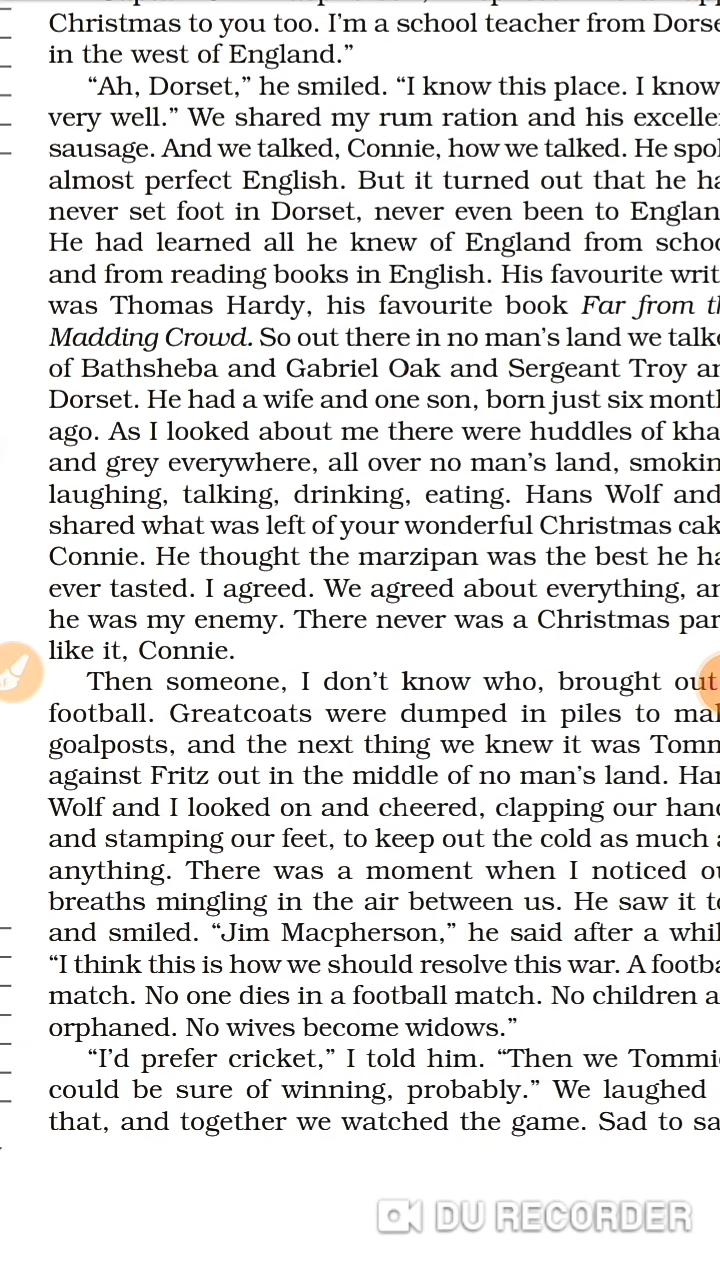 Christmas to you too. I'm a school teacher from Dorse
in the west of England.”
“Ah, Dorset,” he smiled. “I know this place. I know
very well.” We shared my rum ration and his excelle
sausage. And we talked, Connie, how we talked. He spo
almost perfect English. But it turned out that he ha
never set foot in Dorset, never even been to Englan
He had learned all he knew of England from schoo
and from reading books in English. His favourite writ
was Thomas Hardy, his favourite book Far from th
Madding Crowd. So out there in no man's land we talke
of Bathsheba and Gabriel Oak and Sergeant Troy an
Dorset. He had a wife and one son, born just six mont
ago. As I looked about me there were huddles of kha
and grey everywhere, all over no man's land, smokin
laughing, talking, drinking, eating. Hans Wolf and
shared what was left of your wonderful Christmas cak
Connie. He thought the marzipan was the best he ha
ever tasted. I agreed. We agreed about everything, an
he was my enemy. There never was a Christmas par
like it, Connie.
Then someone, I don't know who, brought out
football. Greatcoats were dumped in piles to mak
goalposts, and the next thing we knew it was Tomm
against Fritz out in the middle of no man's land. Han
Wolf and I looked on and cheered, clapping our hand
and stamping our feet, to keep out the cold as much a
anything. There was a moment when I noticed ou
breaths mingling in the air between us. He saw it to
and smiled. “Jim Macpherson,” he said after a whil
“I think this is how we should resolve this war. A footba
match. No one dies in a football match. No children a
orphaned. No wives become widows.”
“I'd prefer cricket,” I told him. “Then we Tommie
could be sure of winning, probably.” We laughed
that, and together we watched the game. Sad to sa
DU RECORDER